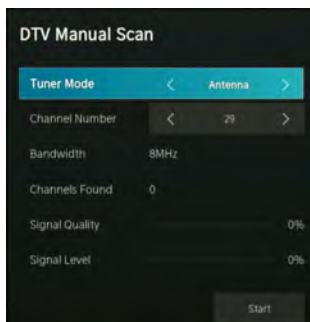 DTV Manual Scan
Tuner Mode < Antenna >
Channel Number < 29 >
Bandwidth 8MHz
Channels Found 0
Signal Quality 0%
Signal Level 0%
Start